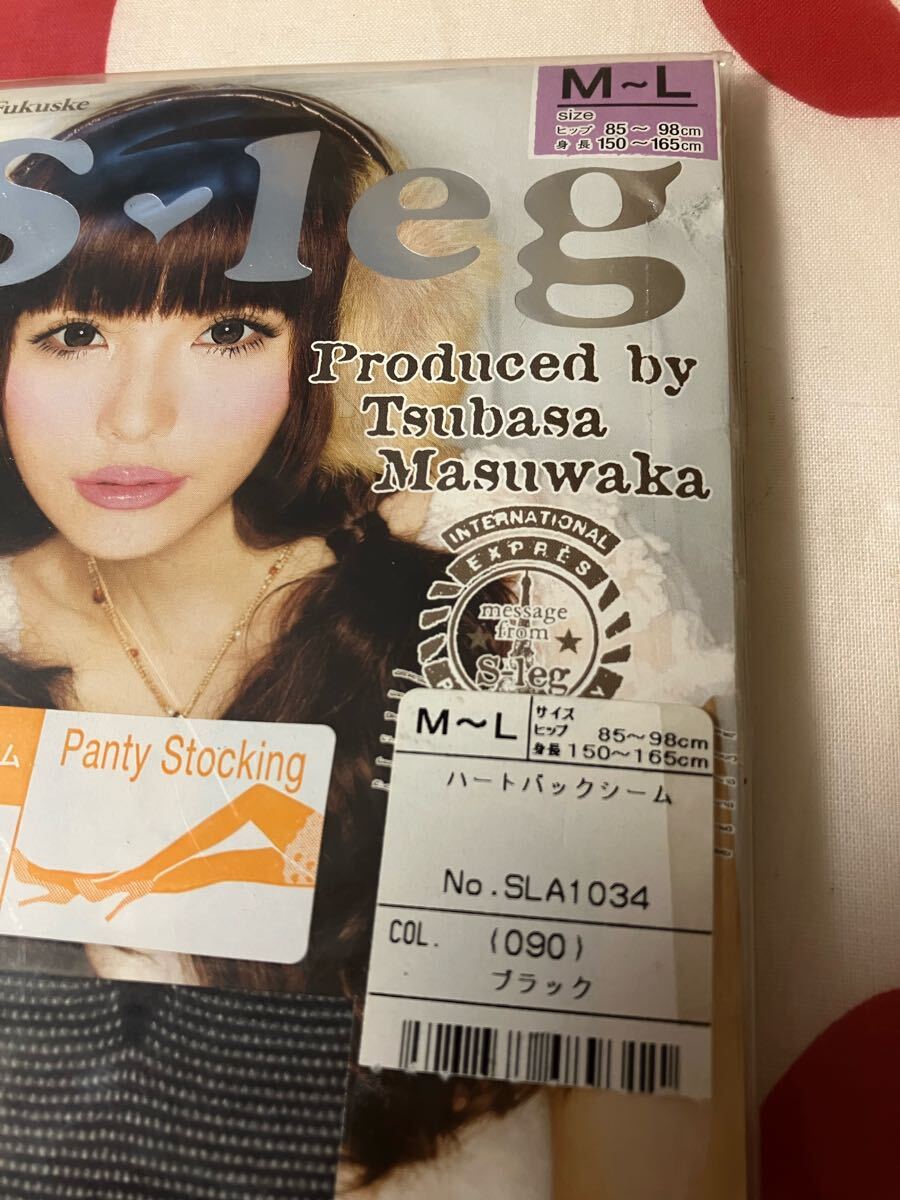 Fukuske
S leg
M~L
size
ヒップ 85～98cm
身長 150～165cm
Produced by
Tsubasa
Masuwaka
INTERNATIONAL
EXPRÈS
message
from
S-leg
ム
Panty Stocking
M～L
サイズ
ヒップ 85～98cm
身長 150～165cm
ハートバックシーム
No.SLA1034
COL. (090)
ブラック